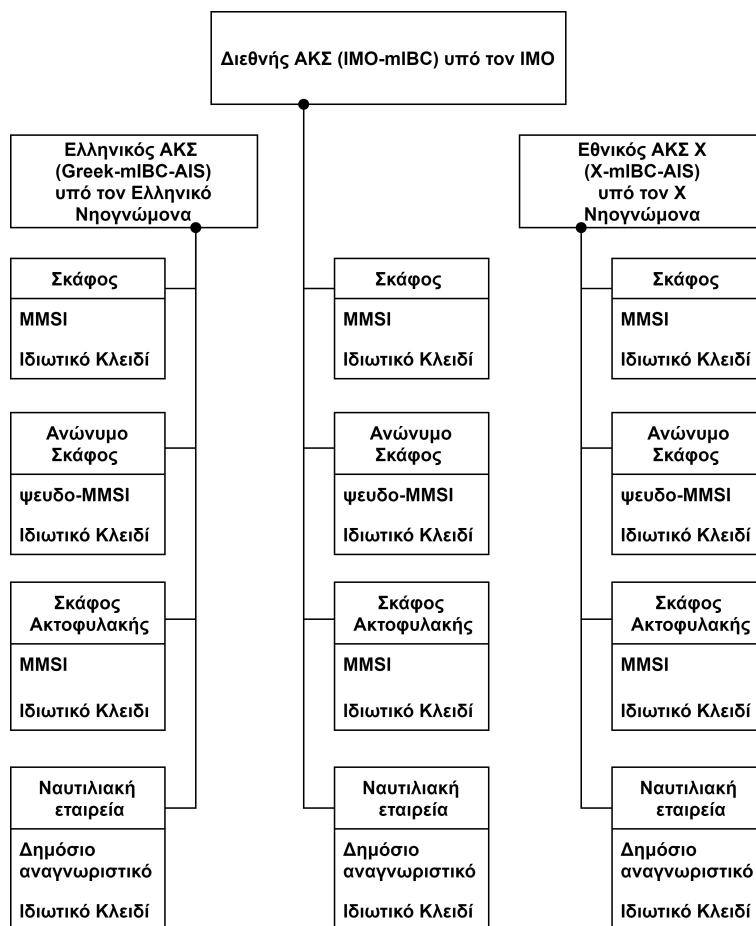 Διεθνής ΑΚΣ (IMO-mIBC) υπό τον IMO
Ελληνικός ΑΚΣ
(Greek-mIBC-AIS)
υπό τον Ελληνικό
Νηογνώμονα
Σκάφος
MMSI
Ιδιωτικό Κλειδί
Ανώνυμο
Σκάφος
ψευδο-MMSI
Ιδιωτικό Κλειδί
Σκάφος
Ακτοφυλακής
MMSI
Ιδιωτικό Κλειδι
Ναυτιλιακή
εταιρεία
Δημόσιο
αναγνωριστικό
Ιδιωτικό Κλειδί
Σκάφος
MMSI
Ιδιωτικό Κλειδί
Ανώνυμο
Σκάφος
ψευδο-MMSI
Ιδιωτικό Κλειδί
Σκάφος
Ακτοφυλακής
MMSI
Ιδιωτικό Κλειδί
Ναυτιλιακή
εταιρεία
Δημόσιο
αναγνωριστικό
Ιδιωτικό Κλειδί
Εθνικός ΑΚΣ X
(X-mIBC-AIS)
υπό τον X
Νηογνώμονα
Σκάφος
MMSI
Ιδιωτικό Κλειδί
Ανώνυμο
Σκάφος
ψευδο-MMSI
Ιδιωτικό Κλειδί
Σκάφος
Ακτοφυλακής
MMSI
Ιδιωτικό Κλειδί
Ναυτιλιακή
εταιρεία
Δημόσιο
αναγνωριστικό
Ιδιωτικό Κλειδί